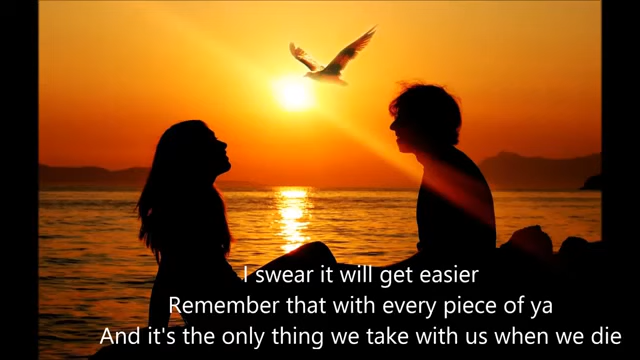 I swear it will get easier
Remember that with every piece of ya
And it's the only thing we take with us when we die